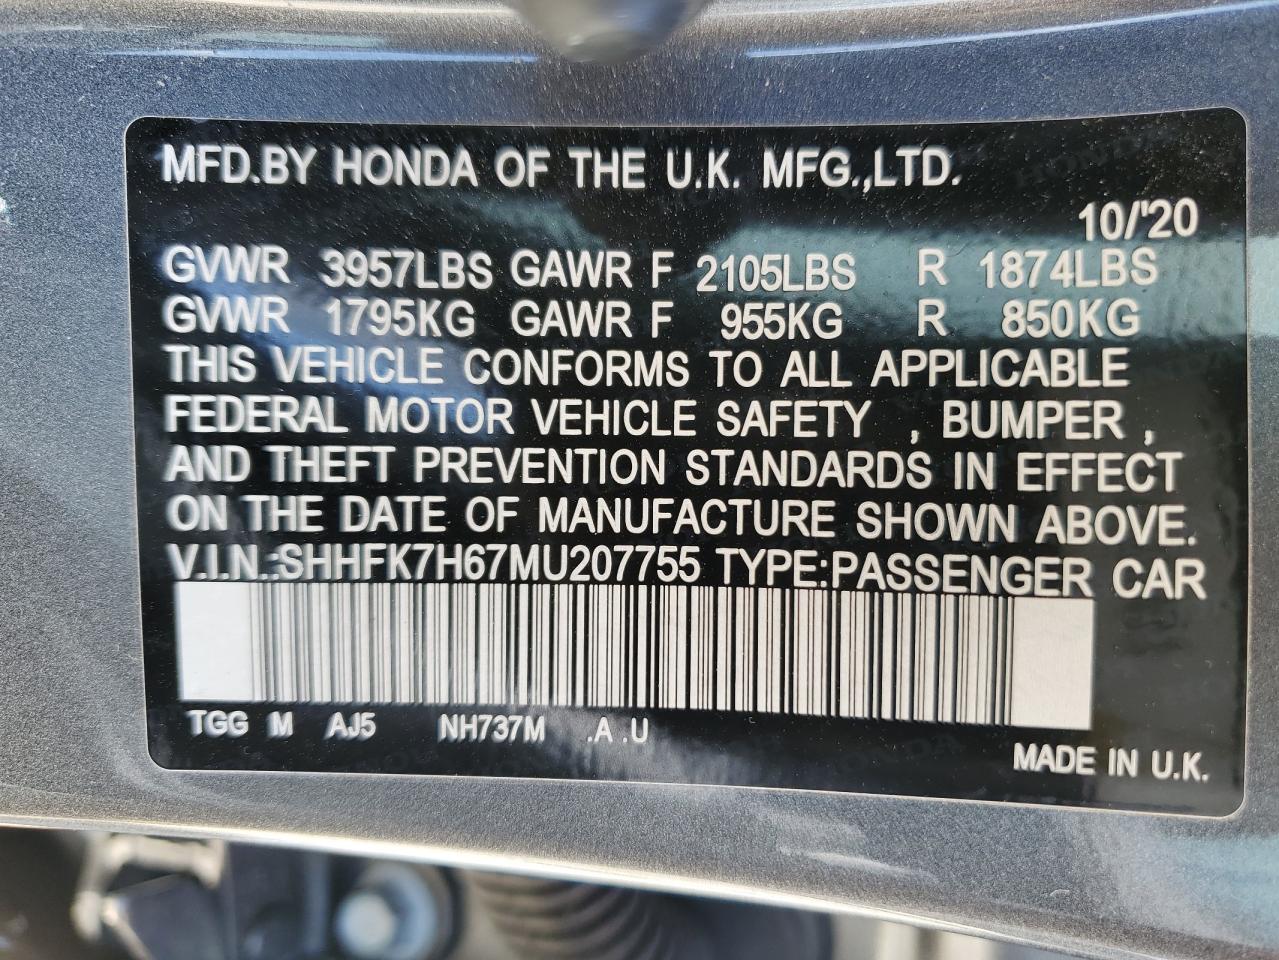 MFD.BY HONDA OF THE U.K. MFG.,LTD.
10/'20
GVWR 3957LBS GAWR F 2105LBS R 1874LBS
GVWR 1795KG GAWR F 955KG R 850KG
THIS VEHICLE CONFORMS TO ALL APPLICABLE
FEDERAL MOTOR VEHICLE SAFETY , BUMPER ,
AND THEFT PREVENTION STANDARDS IN EFFECT
ON THE DATE OF MANUFACTURE SHOWN ABOVE.
V.I.N.:SHHFK7H67MU207755 TYPE:PASSENGER CAR
TGG M AJ5 NH737M .A .U
MADE IN U.K.